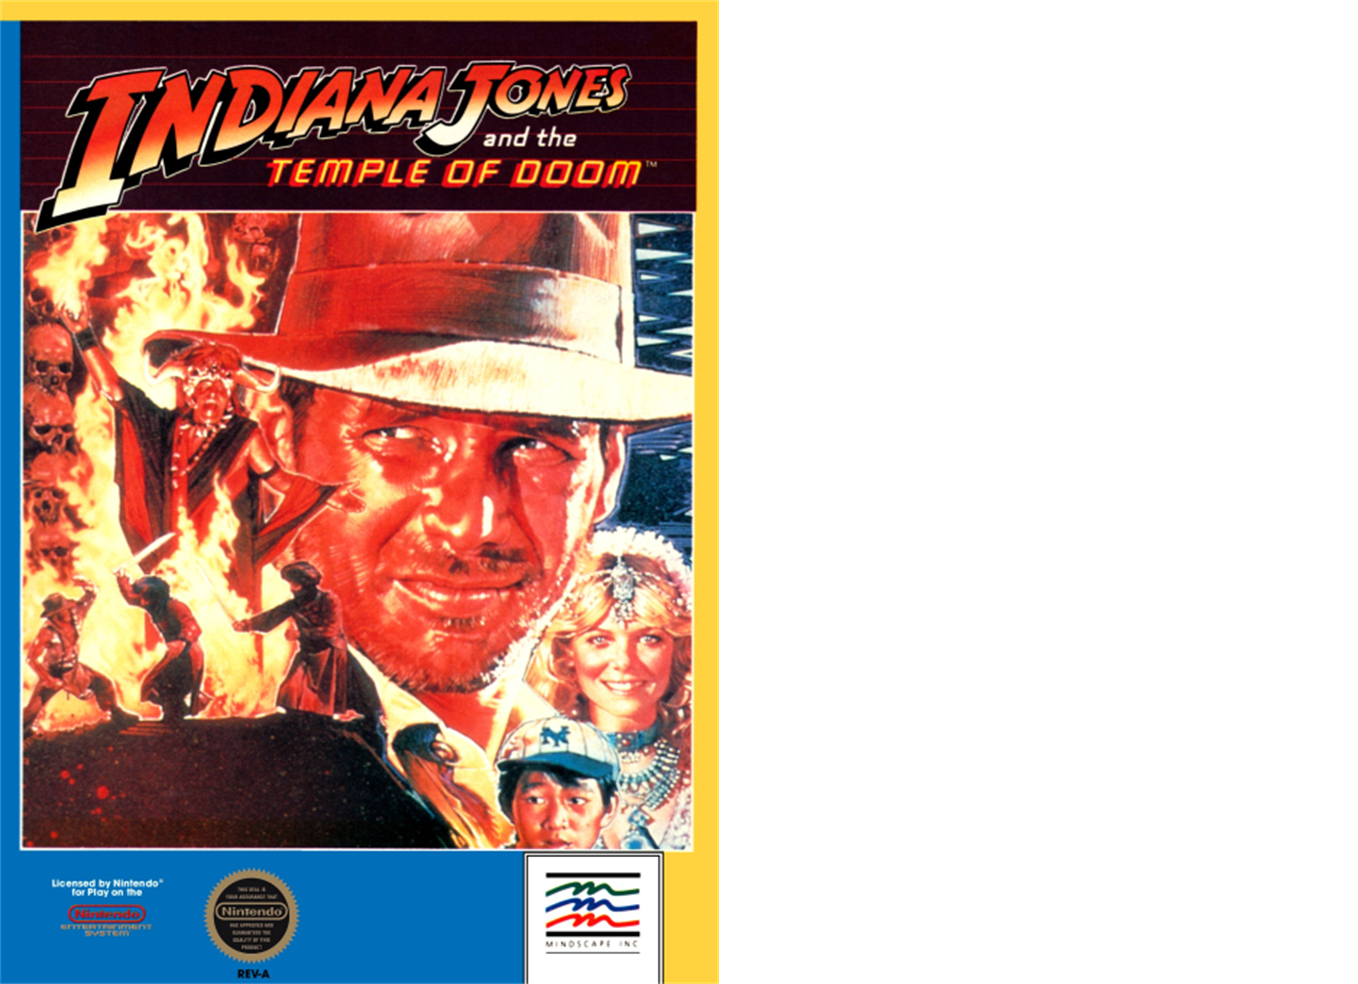 INDIANA JONES
and the
TEMPLE OF DOOM™
NY
Licensed by Nintendo®
for Play on the
Nintendo
ENTERTAINMENT
SYSTEM
THIS SEAL IS
YOUR ASSURANCE THAT
Nintendo
HAS APPROVED AND
GUARANTEED THE
QUALITY OF THIS
PRODUCT
REV-A
MINDSCAPE INC